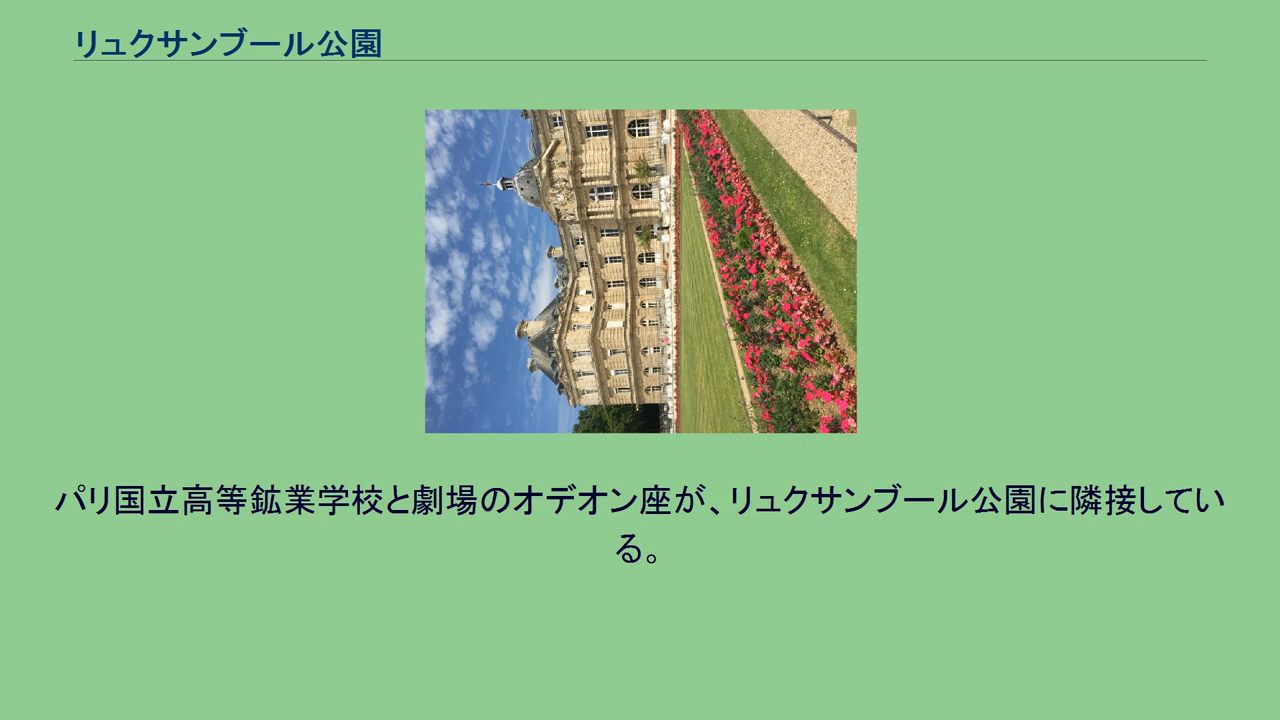 リュクサンブール公園
パリ国立高等鉱業学校と劇場のオデオン座が、リュクサンブール公園に隣接してい
る。